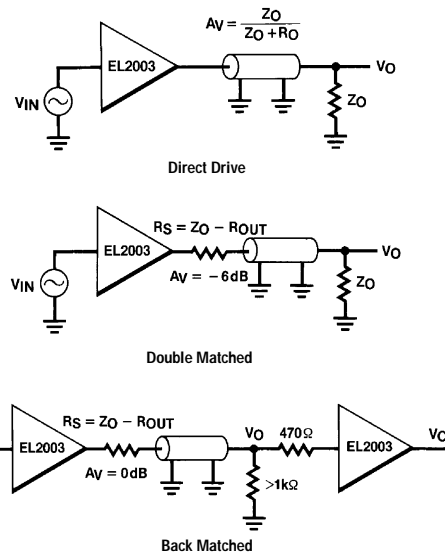 AV = ZO / ZO + RO
EL2003
VIN
VO
ZO
Direct Drive
RS = ZO – ROUT
EL2003
AV = –6dB
VIN
VO
ZO
Double Matched
RS = ZO – ROUT
EL2003
AV = 0dB
VO
470Ω
>1kΩ
EL2003
VO
Back Matched